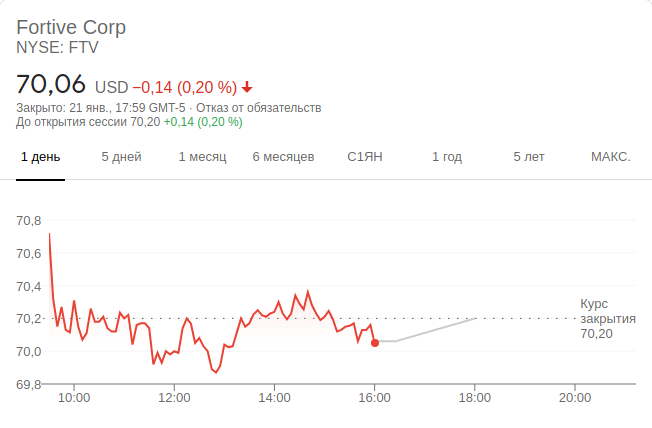 Fortive Corp
NYSE: FTV
70,06 USD −0,14 (0,20 %)
Закрыто: 21 янв., 17:59 GMT-5 · Отказ от обязательств
До открытия сессии 70,20 +0,14 (0,20 %)
1 день 5 дней 1 месяц 6 месяцев С1ЯН 1 год 5 лет МАКС.
70,8
70,6
70,4
70,2
70,0
69,8
Курс
закрытия
70,20
10:00 12:00 14:00 16:00 18:00 20:00